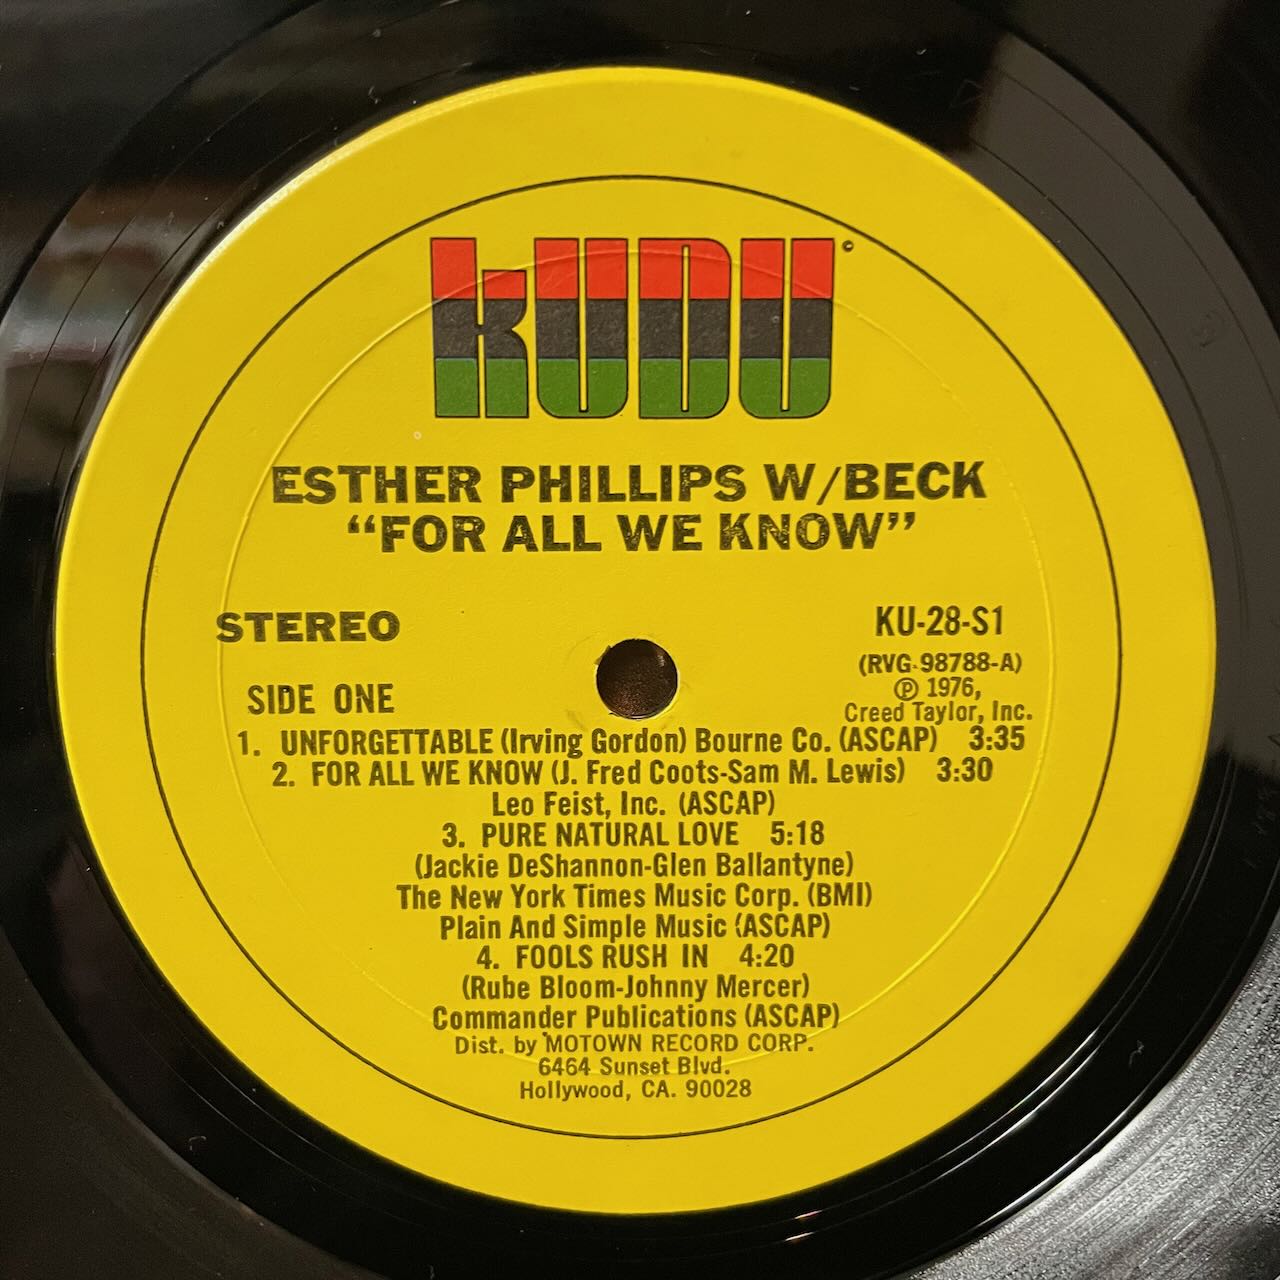 KUDU
ESTHER PHILLIPS W/BECK
“FOR ALL WE KNOW”
STEREO
KU-28-S1
(RVG-98788-A)
SIDE ONE
℗ 1976,
Creed Taylor, Inc.
1. UNFORGETTABLE (Irving Gordon) Bourne Co. (ASCAP) 3:35
2. FOR ALL WE KNOW (J. Fred Coots-Sam M. Lewis) 3:30
Leo Feist, Inc. (ASCAP)
3. PURE NATURAL LOVE 5:18
(Jackie DeShannon-Glen Ballantyne)
The New York Times Music Corp. (BMI)
Plain And Simple Music (ASCAP)
4. FOOLS RUSH IN 4:20
(Rube Bloom-Johnny Mercer)
Commander Publications (ASCAP)
Dist. by MOTOWN RECORD CORP.
6464 Sunset Blvd.
Hollywood, CA. 90028